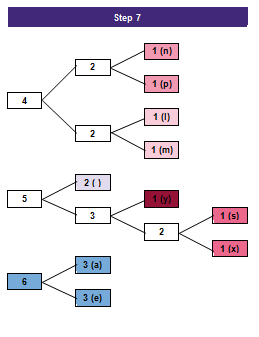 Step 7
1 (n)
2
1 (p)
4
1 (l)
2
1 (m)
2 ( )
5
1 (y)
3
1 (s)
2
1 (x)
3 (a)
6
3 (e)